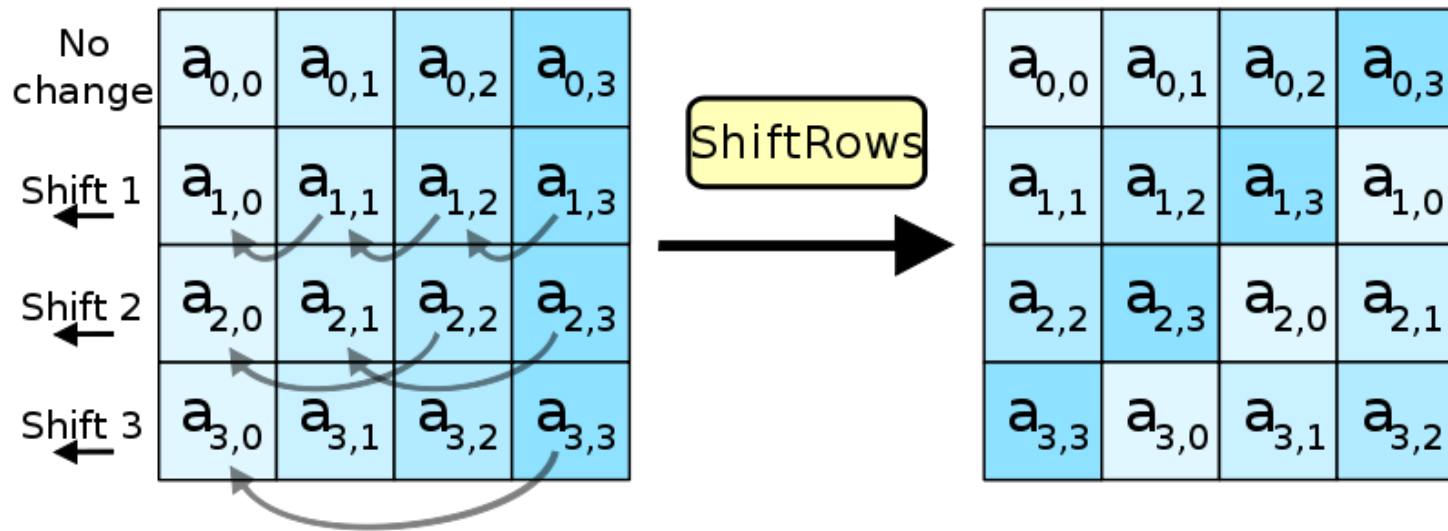 No
change
a0,0 a0,1 a0,2 a0,3
a0,0 a0,1 a0,2 a0,3
ShiftRows
Shift 1
a1,0 a1,1 a1,2 a1,3
a1,1 a1,2 a1,3 a1,0
Shift 2
a2,0 a2,1 a2,2 a2,3
a2,2 a2,3 a2,0 a2,1
Shift 3
a3,0 a3,1 a3,2 a3,3
a3,3 a3,0 a3,1 a3,2